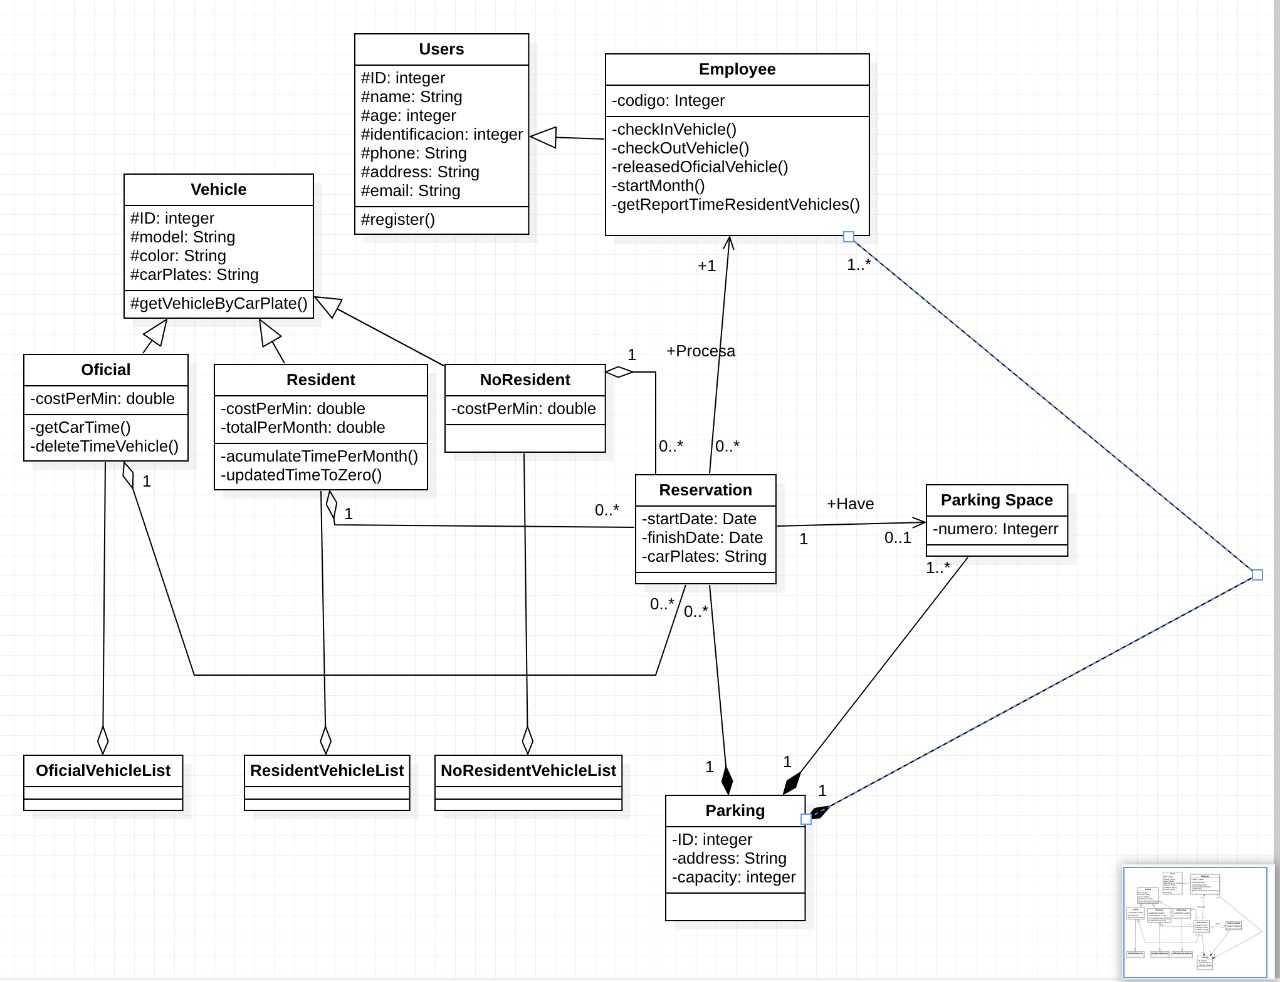 Users
#ID: integer
#name: String
#age: integer
#identificacion: integer
#phone: String
#address: String
#email: String
#register()
Employee
-codigo: Integer
-checkInVehicle()
-checkOutVehicle()
-releasedOficialVehicle()
-startMonth()
-getReportTimeResidentVehicles()
Vehicle
#ID: integer
#model: String
#color: String
#carPlates: String
#getVehicleByCarPlate()
+1
1..*
Oficial
-costPerMin: double
-getCarTime()
-deleteTimeVehicle()
1
Resident
-costPerMin: double
-totalPerMonth: double
-acumulateTimePerMonth()
-updatedTimeToZero()
1
NoResident
-costPerMin: double
1
+Procesa
0..*
0..*
0..*
Reservation
-startDate: Date
-finishDate: Date
-carPlates: String
+Have
1
0..1
Parking Space
-numero: Integerr
1..*
0..*
0..*
OficialVehicleList
ResidentVehicleList
NoResidentVehicleList
1
1
1
Parking
-ID: integer
-address: String
-capacity: integer